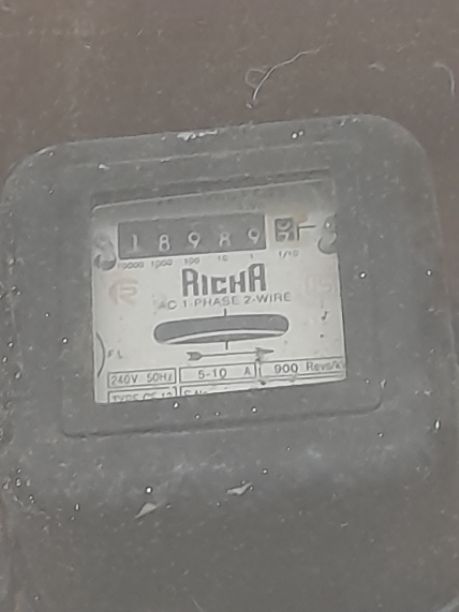 18989
10000 1000 100 10 1 1/10
RICHA
AC 1-PHASE 2-WIRE
F L
240V 50Hz 5-10 A 900